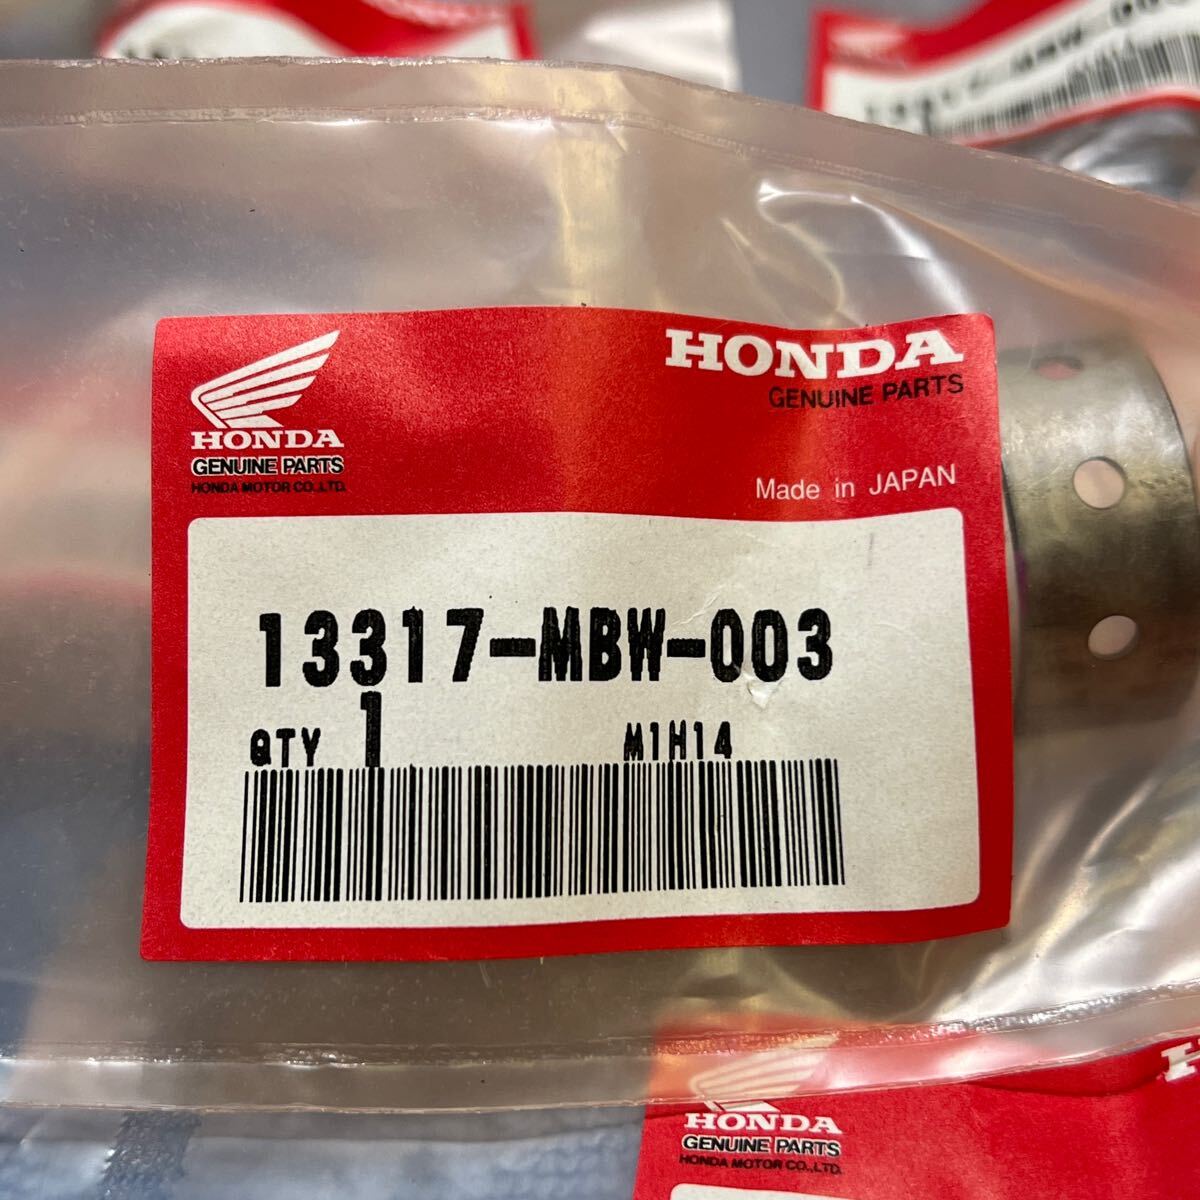 HONDA
GENUINE PARTS
HONDA MOTOR CO.,LTD.
HONDA
GENUINE PARTS
Made in JAPAN
13317-MBW-003
QTY 1
M1H14
HONDA
GENUINE PARTS
HONDA MOTOR CO.,LTD.